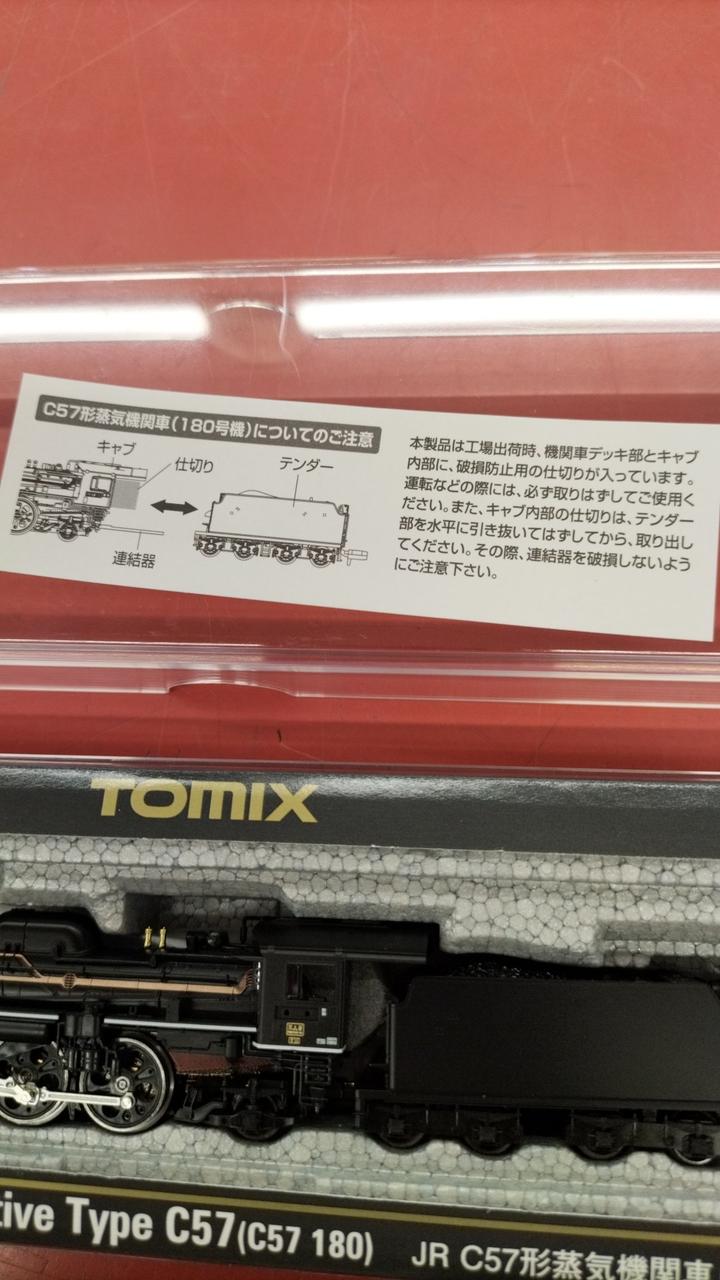 C57形蒸気機関車(180号機)についてのご注意
キャブ
仕切り
テンダー
連結器
本製品は工場出荷時、機関車デッキ部とキャブ
内部に、破損防止用の仕切りが入っています。
運転などの際には、必ず取りはずしてご使用く
ださい。また、キャブ内部の仕切りは、テンダー
部を水平に引き抜いてはずしてから、取り出し
てください。その際、連結器を破損しないよう
にご注意下さい。
TOMIX
tive Type C57(C57 180) JR C57形蒸気機関車